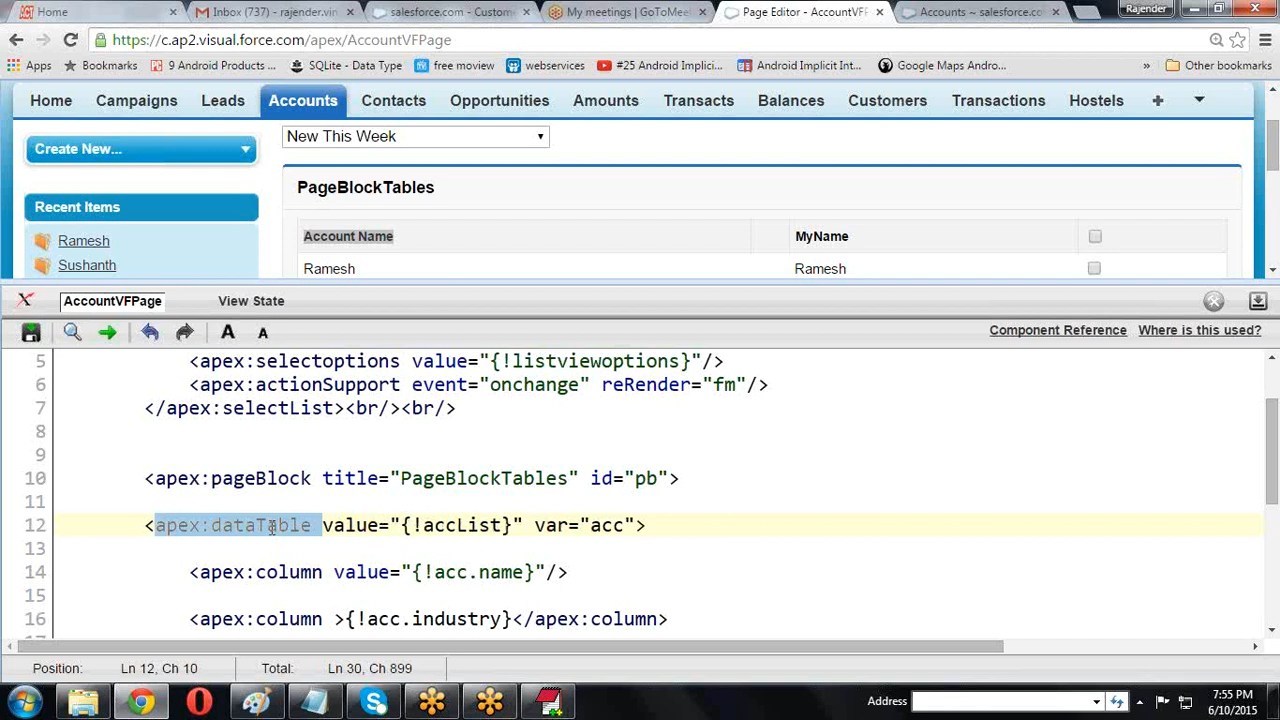 Home
Inbox (737) - rajender.vin
salesforce.com - Custome
My meetings | GoToMeet
Page Editor - AccountVFP
Accounts ~ salesforce.con
Rajender
https://c.ap2.visual.force.com/apex/AccountVFPage
Apps
Bookmarks
9 Android Products ...
SQLite - Data Type
free moview
webservices
#25 Android Implicit...
Android Implicit Int...
Google Maps Andro...
»
Other bookmarks
Home
Campaigns
Leads
Accounts
Contacts
Opportunities
Amounts
Transacts
Balances
Customers
Transactions
Hostels
+
New This Week
Create New...
PageBlockTables
Recent Items
Account Name
MyName
Ramesh
Sushanth
Ramesh
Ramesh
AccountVFPage
View State
A
A
Component Reference
Where is this used?
5 <apex:selectoptions value="{!listviewoptions}"/>
6 <apex:actionSupport event="onchange" reRender="fm"/>
7 </apex:selectList><br/><br/>
8
9
10 <apex:pageBlock title="PageBlockTables" id="pb">
11
12 <apex:dataTable value="{!accList}" var="acc">
13
14 <apex:column value="{!acc.name}"/>
15
16 <apex:column >{!acc.industry}</apex:column>
Position:
Ln 12, Ch 10
Total:
Ln 30, Ch 899
Address
7:55 PM
6/10/2015